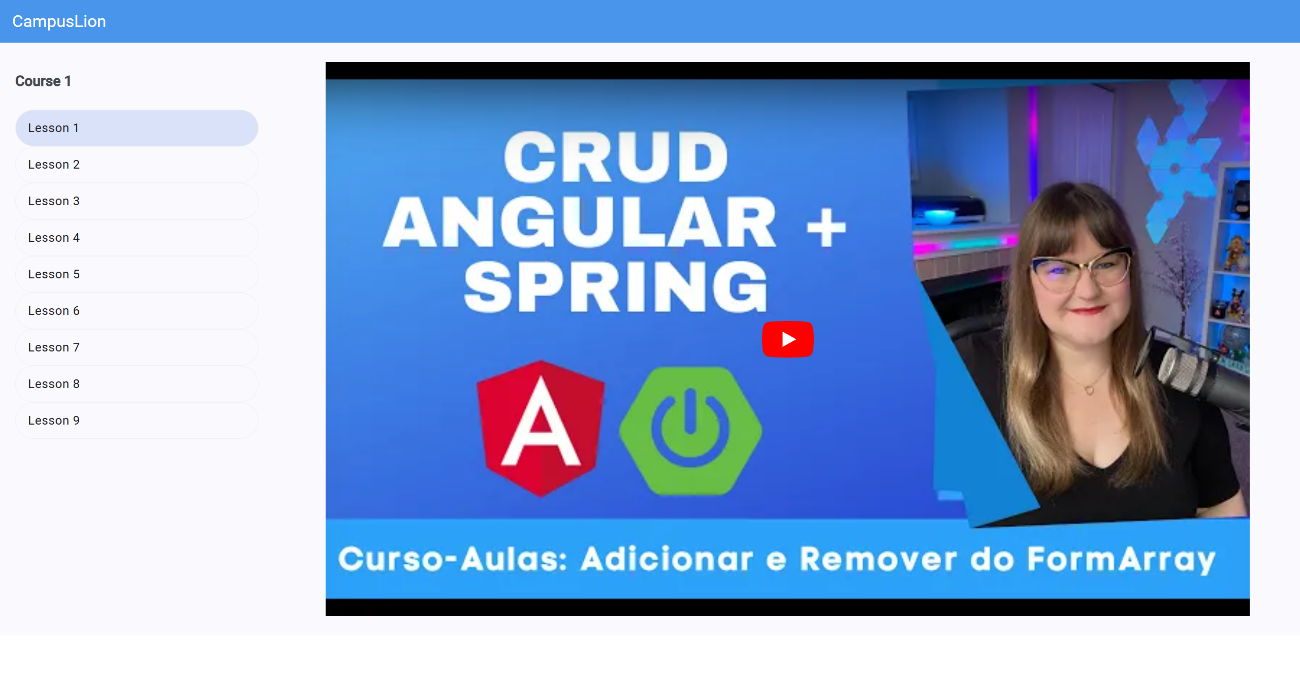 CampusLion
Course 1
Lesson 1
Lesson 2
Lesson 3
Lesson 4
Lesson 5
Lesson 6
Lesson 7
Lesson 8
Lesson 9
CRUD
ANGULAR +
SPRING
A
Curso-Aulas: Adicionar e Remover do FormArray